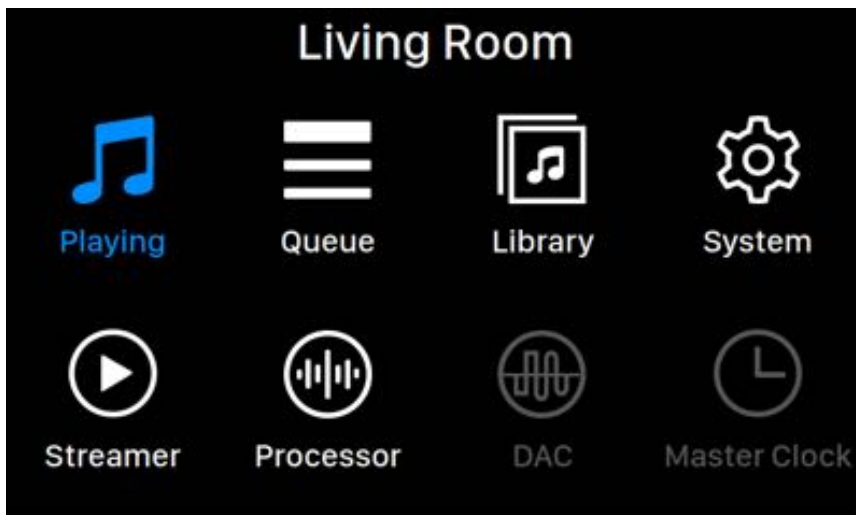 Living Room
Playing
Queue
Library
System
Streamer
Processor
DAC
Master Clock